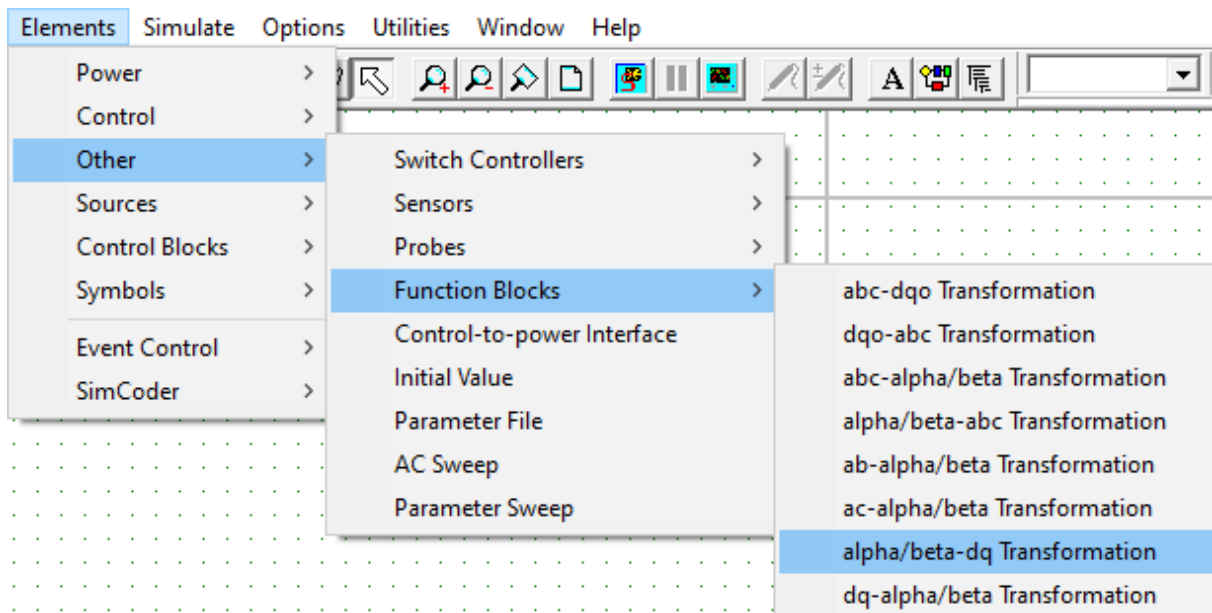 Elements Simulate Options Utilities Window Help
Power
Control
Other
Sources
Control Blocks
Symbols
Event Control
SimCoder
A
Switch Controllers
Sensors
Probes
Function Blocks
Control-to-power Interface
Initial Value
Parameter File
AC Sweep
Parameter Sweep
abc-dqo Transformation
dqo-abc Transformation
abc-alpha/beta Transformation
alpha/beta-abc Transformation
ab-alpha/beta Transformation
ac-alpha/beta Transformation
alpha/beta-dq Transformation
dq-alpha/beta Transformation